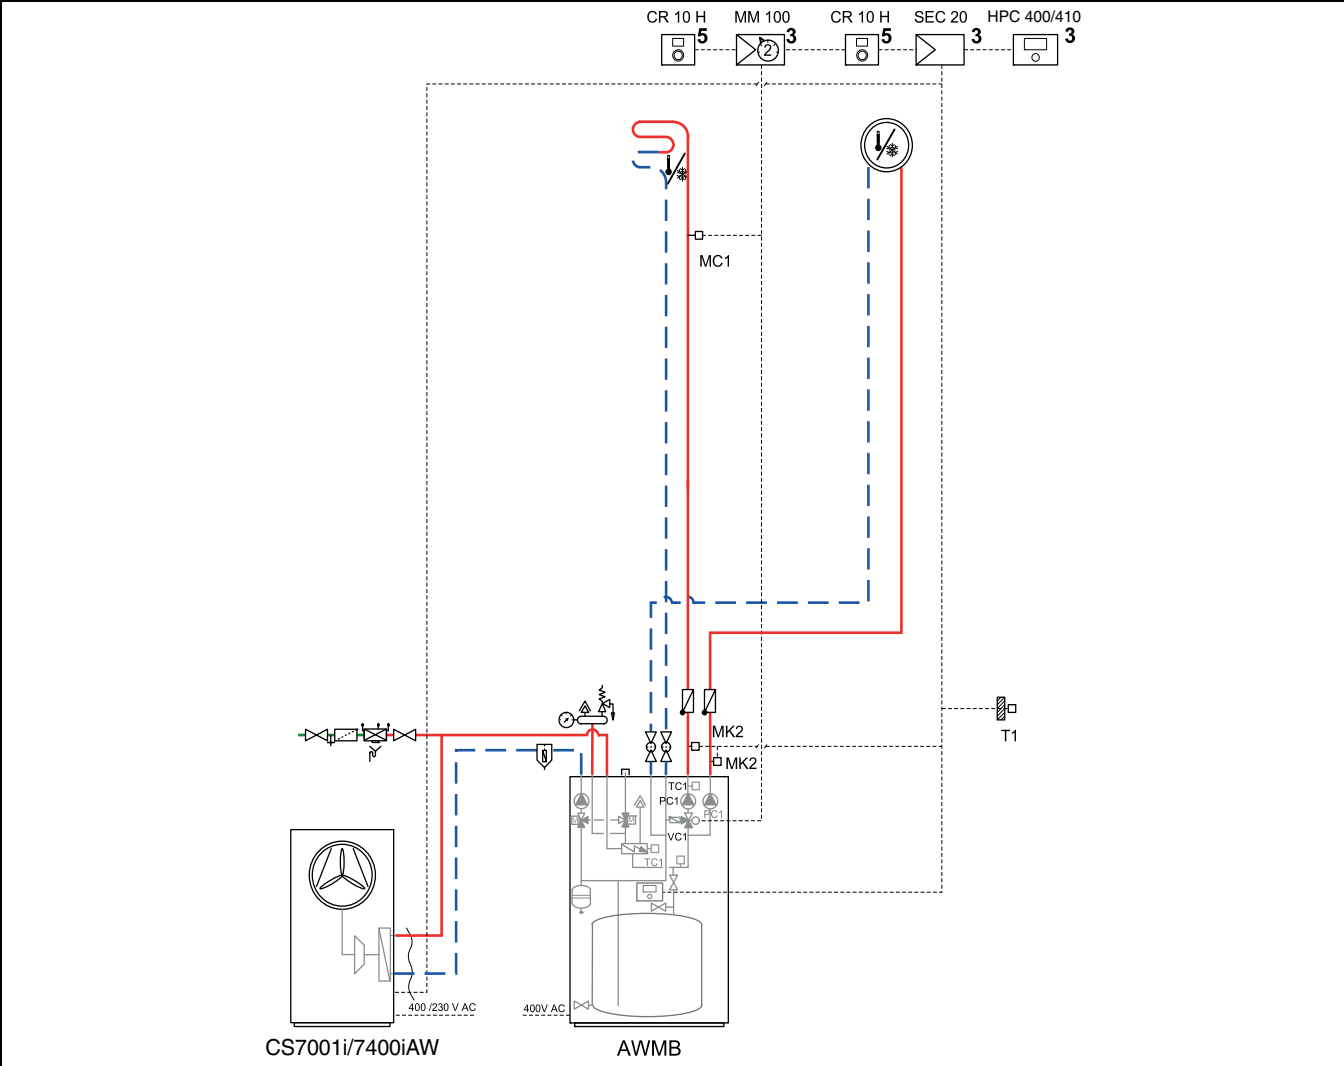 CR 10 H
MM 100
CR 10 H
SEC 20
HPC 400/410
5
3
5
3
3
2
MC1
MK2
MK2
T1
TC1
PC1
PC1
VC1
M
M
TC1
400 /230 V AC
400V AC
CS7001i/7400iAW
AWMB